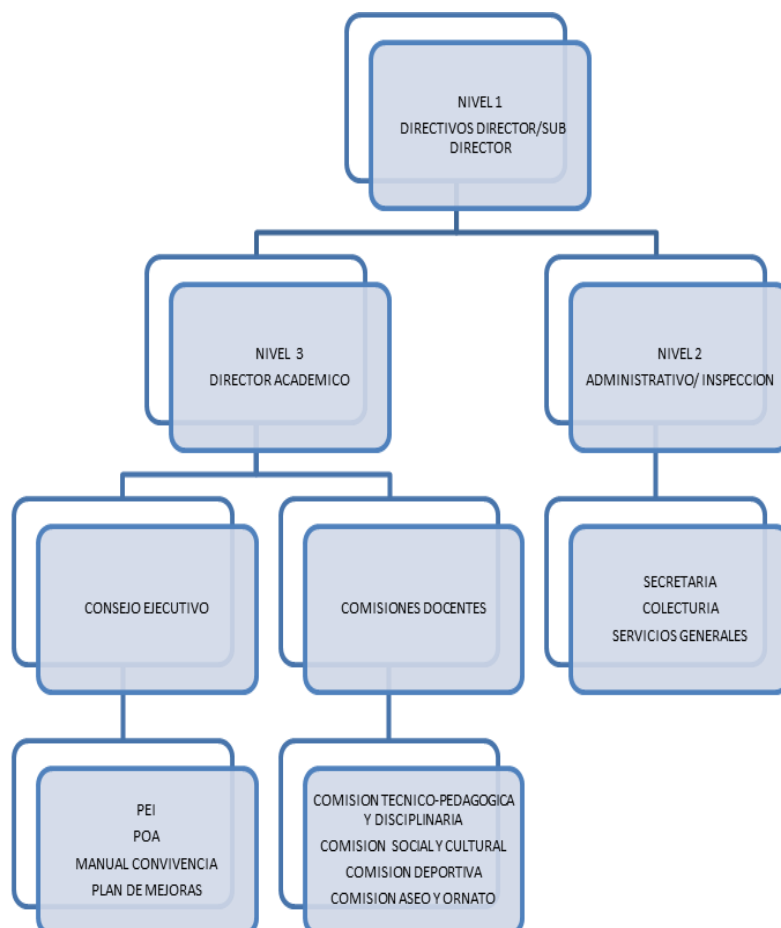 NIVEL 1
DIRECTIVOS DIRECTOR/SUB
DIRECTOR
NIVEL 3
DIRECTOR ACADEMICO
NIVEL 2
ADMINISTRATIVO/ INSPECCION
CONSEJO EJECUTIVO
COMISIONES DOCENTES
SECRETARIA
COLECTURIA
SERVICIOS GENERALES
PEI
POA
MANUAL CONVIVENCIA
PLAN DE MEJORAS
COMISION TECNICO-PEDAGOGICA
Y DISCIPLINARIA
COMISION SOCIAL Y CULTURAL
COMISION DEPORTIVA
COMISION ASEO Y ORNATO